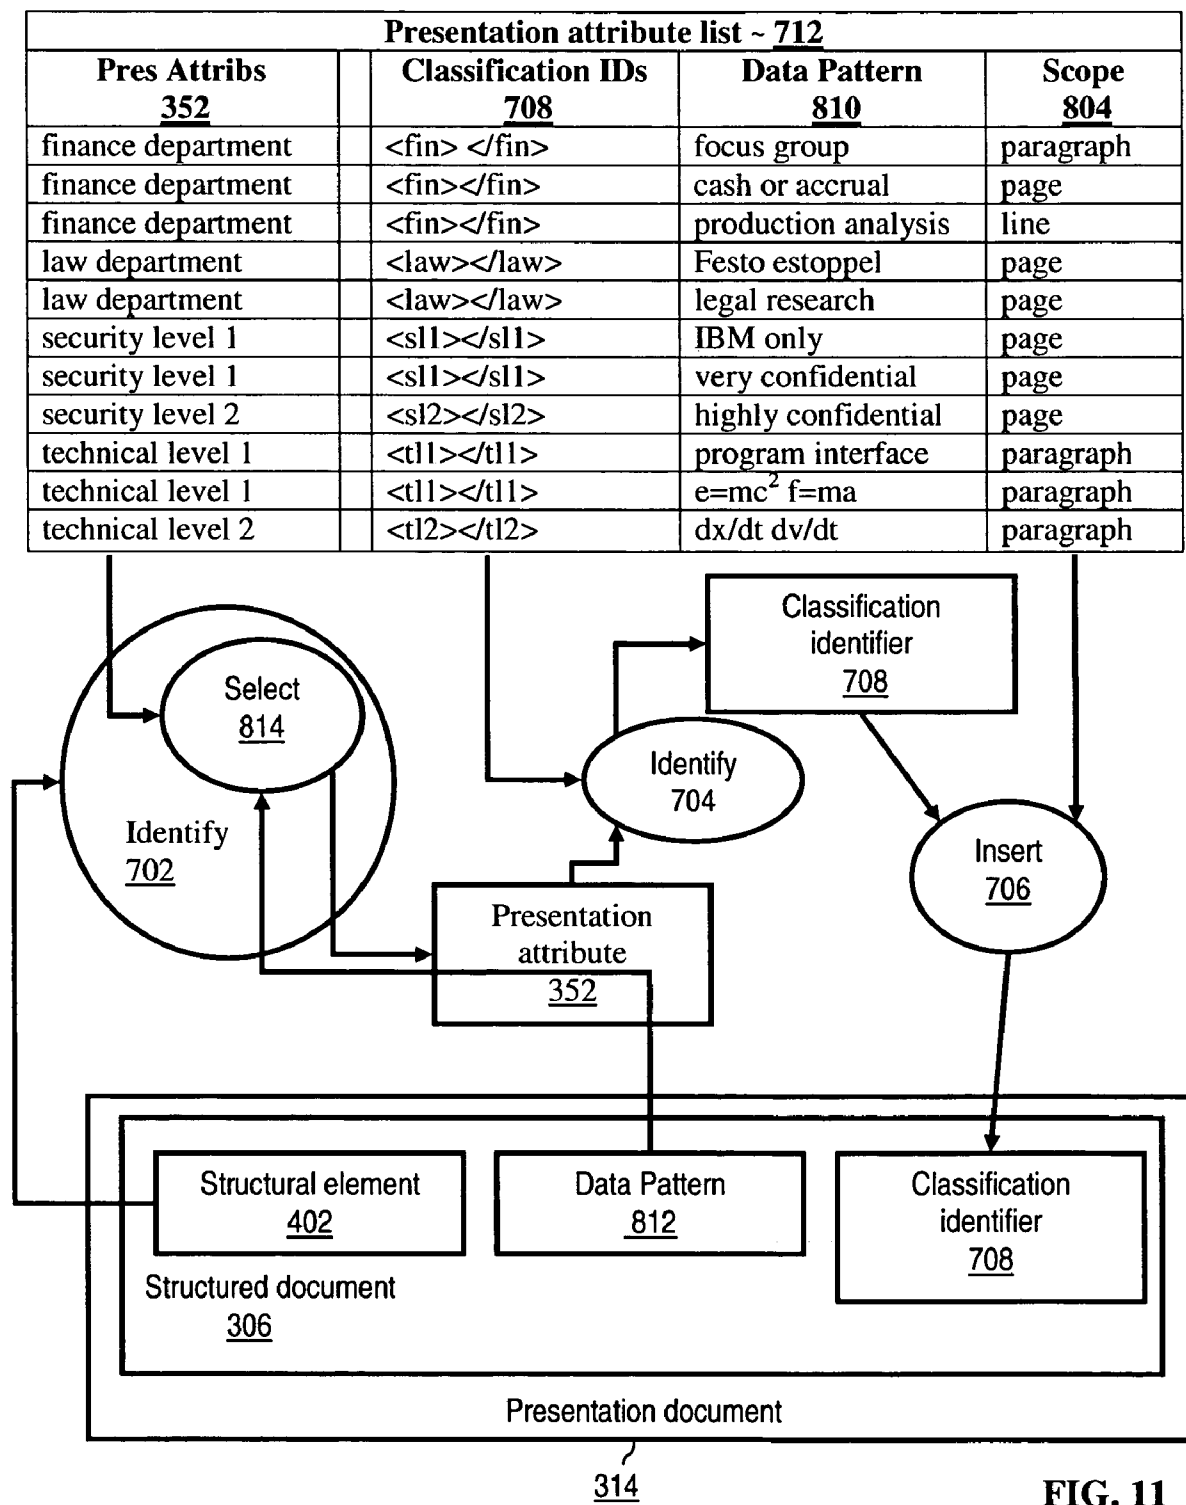 Presentation attribute list ~ 712
Pres Attribs Classification IDs Data Pattern Scope
352 708 810 804
finance department <fin> </fin> focus group paragraph
finance department <fin></fin> cash or accrual page
finance department <fin></fin> production analysis line
law department <law></law> Festo estoppel page
law department <law></law> legal research page
security level 1 <sl1></sl1> IBM only page
security level 1 <sl1></sl1> very confidential page
security level 2 <sl2></sl2> highly confidential page
technical level 1 <tl1></tl1> program interface paragraph
technical level 1 <tl1></tl1> e=mc² f=ma paragraph
technical level 2 <tl2></tl2> dx/dt dv/dt paragraph
Classification
identifier
708
Select
814
Identify
704
Identify
702
Insert
706
Presentation
attribute
352
Structural element
402
Data Pattern
812
Classification
identifier
708
Structured document
306
Presentation document
314
FIG. 11